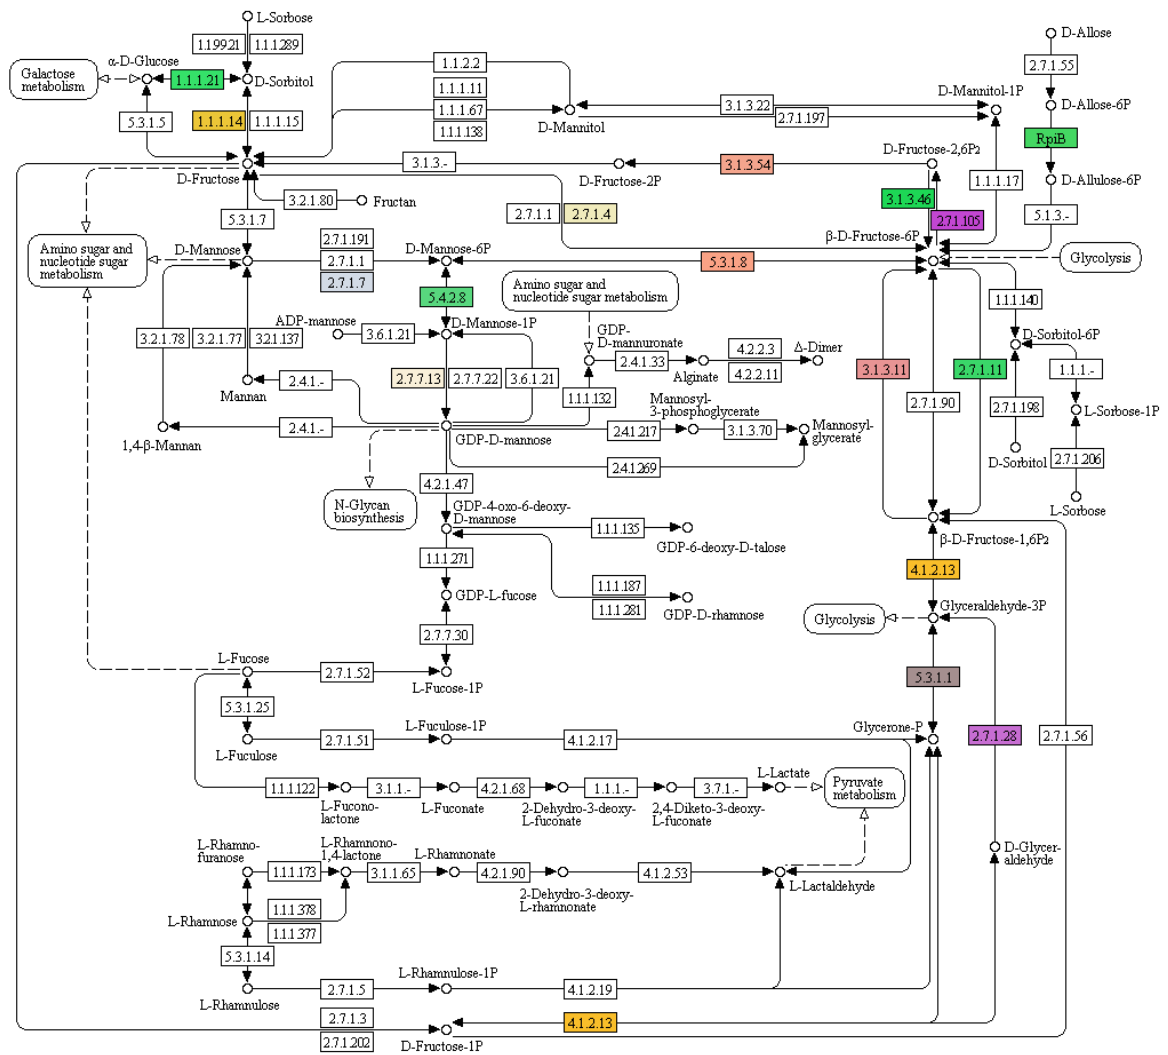 L-Sorbose
1.1.99.21
1.1.1.289
D-Allose
α-D-Glucose
Galactose
metabolism
1.1.1.21
D-Sorbitol
1.1.2.2
2.7.1.55
1.1.1.11
D-Mannitol-1P
D-Allose-6P
5.3.1.5
1.1.1.14
1.1.1.15
1.1.1.67
1.1.1.138
D-Mannitol
3.1.3.22
2.7.1.197
RpiB
D-Fructose
3.1.3.-
D-Fructose-2P
3.1.3.54
D-Fructose-2,6P2
1.1.1.17
D-Allulose-6P
3.2.1.80
Fructan
5.3.1.7
2.7.1.1
2.7.1.4
3.1.3.46
2.7.1.105
5.1.3.-
Amino sugar and
nucleotide sugar
metabolism
D-Mannose
2.7.1.191
2.7.1.1
2.7.1.7
D-Mannose-6P
β-D-Fructose-6P
5.3.1.8
Glycolysis
5.4.2.8
Amino sugar and
nucleotide sugar metabolism
1.1.1.140
ADP-mannose
3.6.1.21
D-Mannose-1P
GDP-
D-mannuronate
D-Sorbitol-6P
3.2.1.78
3.2.1.77
3.2.1.137
2.4.1.33
4.2.2.3
4.2.2.11
Δ-Dimer
Alginate
3.1.3.11
2.7.1.11
1.1.1.-
Mannan
2.4.1.-
2.7.7.13
2.7.7.22
3.6.1.21
1.1.1.132
Mannosyl-
3-phosphoglycerate
2.7.1.90
2.7.1.198
L-Sorbose-1P
1,4-β-Mannan
2.4.1.-
GDP-D-mannose
2.4.1.217
3.1.3.70
Mannosyl-
glycerate
2.4.1.269
D-Sorbitol
2.7.1.206
4.2.1.47
N-Glycan
biosynthesis
GDP-4-oxo-6-deoxy-
D-mannose
1.1.1.135
GDP-6-deoxy-D-talose
L-Sorbose
β-D-Fructose-1,6P2
1.1.1.271
4.1.2.13
GDP-L-fucose
1.1.1.187
1.1.1.281
GDP-D-rhamnose
Glyceraldehyde-3P
Glycolysis
2.7.7.30
L-Fucose
2.7.1.52
L-Fucose-1P
5.3.1.1
5.3.1.25
L-Fuculose
2.7.1.51
L-Fuculose-1P
4.1.2.17
Glycerone-P
2.7.1.28
2.7.1.56
1.1.1.122
L-Fucono-
lactone
3.1.1.-
L-Fuconate
4.2.1.68
2-Dehydro-3-deoxy-
L-fuconate
1.1.1.-
2,4-Diketo-3-deoxy-
L-fuconate
3.7.1.-
L-Lactate
Pyruvate
metabolism
L-Rhamno-
furanose
1.1.1.173
L-Rhamnono-
1,4-lactone
3.1.1.65
L-Rhamnonate
4.2.1.90
2-Dehydro-3-deoxy-
L-rhamnonate
4.1.2.53
L-Lactaldehyde
D-Glycer-
aldehyde
L-Rhamnose
1.1.1.378
1.1.1.377
5.3.1.14
L-Rhamnulose
2.7.1.5
L-Rhamnulose-1P
4.1.2.19
2.7.1.3
2.7.1.202
D-Fructose-1P
4.1.2.13